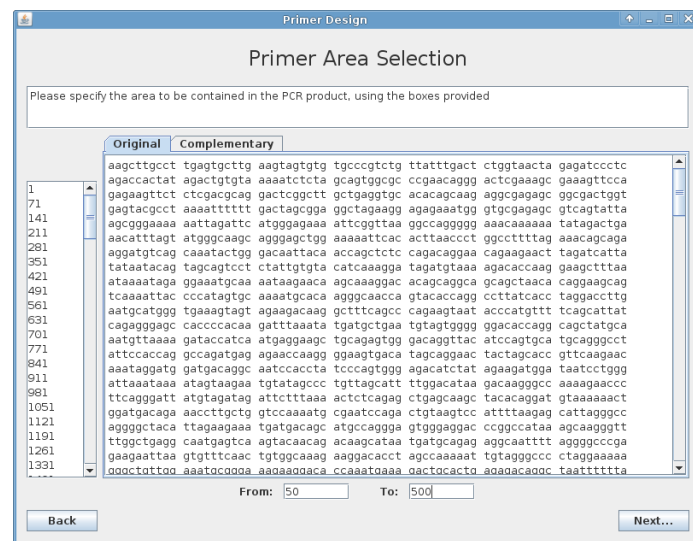 Primer Design
Primer Area Selection
Please specify the area to be contained in the PCR product, using the boxes provided
Original Complementary
aagcttgcct tgagtgcttg aagtagtgtg tgcccgtctg ttatttgact ctggtaacta gagatccctc
agaccactat agactgtgta aaaatctcta gcagtggcgc ccgaacaggg actcgaaagc gaaagttcca
gagaagttct ctcgacgcag gactcggctt gctgaggtgc acacagcaag aggcgagagc ggcgactggt
gagtacgcct aaaatttttt gactagcgga ggctagaagg agagaaatgg gtgcgagagc gtcagtatta
agcgggaaaa aattagattc atgggagaaa attcggttaa ggccaggggg aaacaaaaaa tatagactga
aacatttagt atgggcaagc agggagctgg aaaaattcac acttaaccct ggccttttag aaacagcaga
aggatgtcag caaatactgg acaattaca accagctctc cagacaggaa cagaagaact tagatcatta
tataatacag tagcagtcct ctattgtgta catcaaagga tagatgtaaa agacaccaag gaagctttaa
ataaaataga ggaaatgcaa aataagaaca agcaaaggac acagcaggca gcagctaaca caggaagcag
tcaaaattac cccatagtgc aaaatgcaca agggcaacca gtacaccagg ccttatcacc taggaccttg
aatgcatggg tgaaagtagt agaagacaag gctttcagcc cagaagtaat acccatgttt tcagcattat
cagagggagc caccccacaa gatttaaata tgatgctgaa tgtagtgggg ggacaccagg cagctatgca
aatgttaaaa gataccatca atgaggaagc tgcagagtgg gacaggttac atccagtgca tgcagggcct
attccaccag gccagatgag agaaccaagg ggaagtgaca tagcaggaac tactagcacc gttcaagaac
aaataggatg gatgacaggc aatccaccta tcccagtggg agacatctat agaagatgga taatcctggg
attaaataaa atagtaagaa tgtatagccc tgttagcatt ttggacataa gacaagggcc aaaagaaccc
ttcagggatt atgtagatag attctttaaa actctcagag ctgagcaagc tacacaggat gtaaaaaact
ggatgacaga aaccttgctg gtccaaaatg cgaatccaga ctgtaagtcc attttaagag cattagggcc
aggggctaca ttagaagaaa tgatgacagc atgccaggga gtgggaggac ccggccataa agcaagggtt
ttggctgagg caatgagtca agtacaacag acaagcataa tgatgcagag aggcaatttt aggggcccga
gaagaattaa gtgtttcaac tgtggcaaag aaggacacct agccaaaaat tgtagggccc ctaggaaaaa
gggctgttgg aaatgcggga aagaaggaca ccaaatgaaa gactgcactg agagacaggc taatttttta
1
71
141
211
281
351
421
491
561
631
701
771
841
911
981
1051
1121
1191
1261
1331
From: 50 To: 500
Back Next...